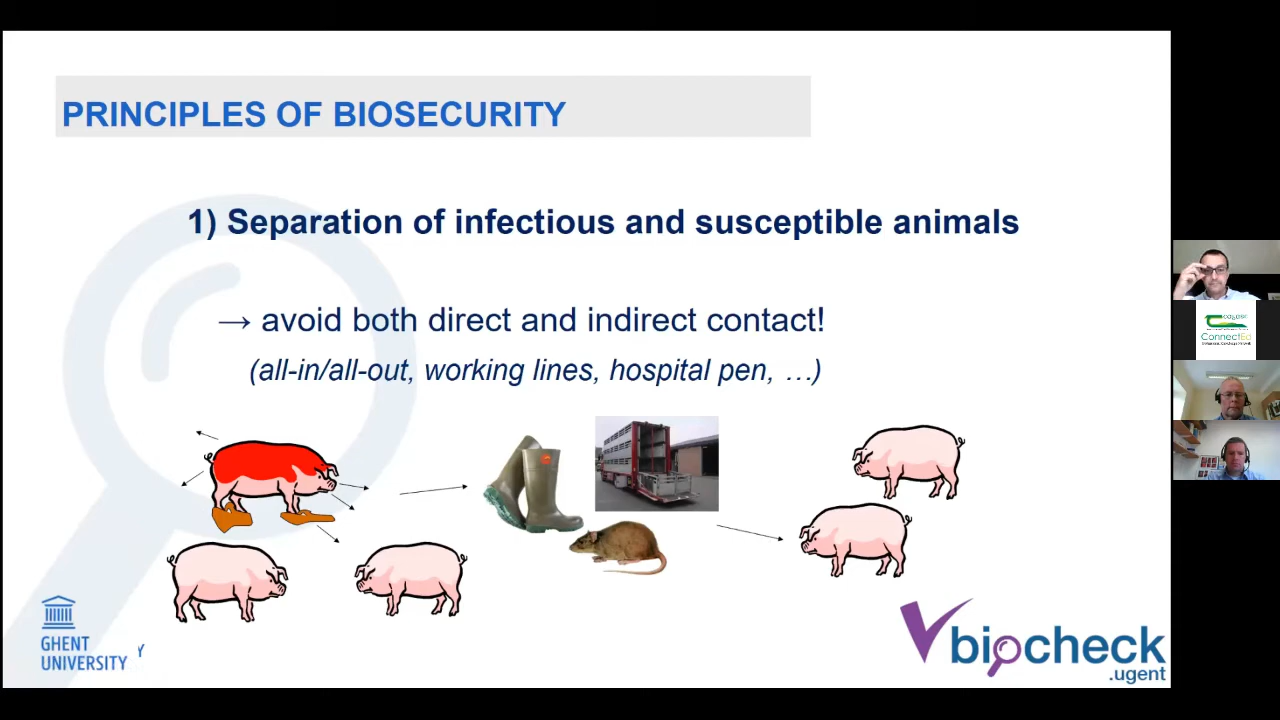 PRINCIPLES OF BIOSECURITY
1) Separation of infectious and susceptible animals
→ avoid both direct and indirect contact!
(all-in/all-out, working lines, hospital pen, …)
GHENT
UNIVERSITY
Y
biocheck
.ugent
ConnectEd